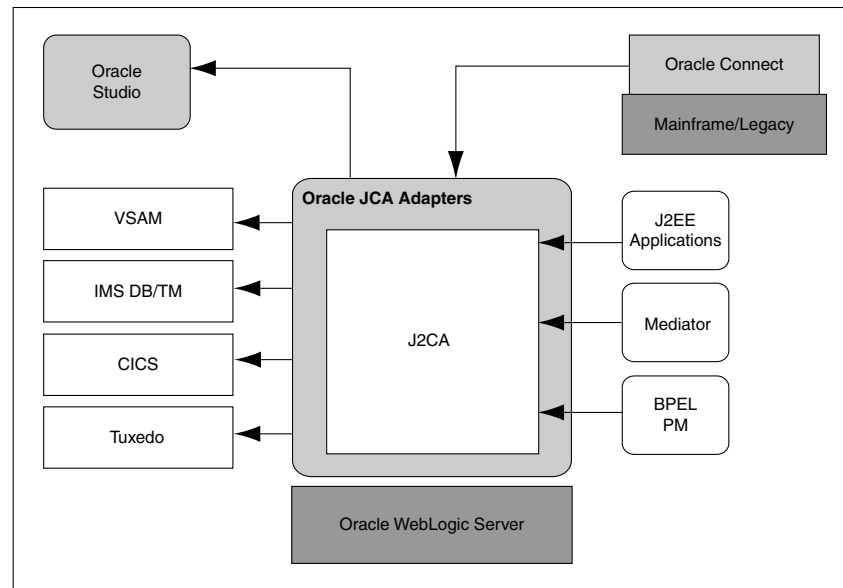 Oracle
Studio
Oracle Connect
Mainframe/Legacy
Oracle JCA Adapters
VSAM
IMS DB/TM
CICS
Tuxedo
J2CA
J2EE
Applications
Mediator
BPEL
PM
Oracle WebLogic Server